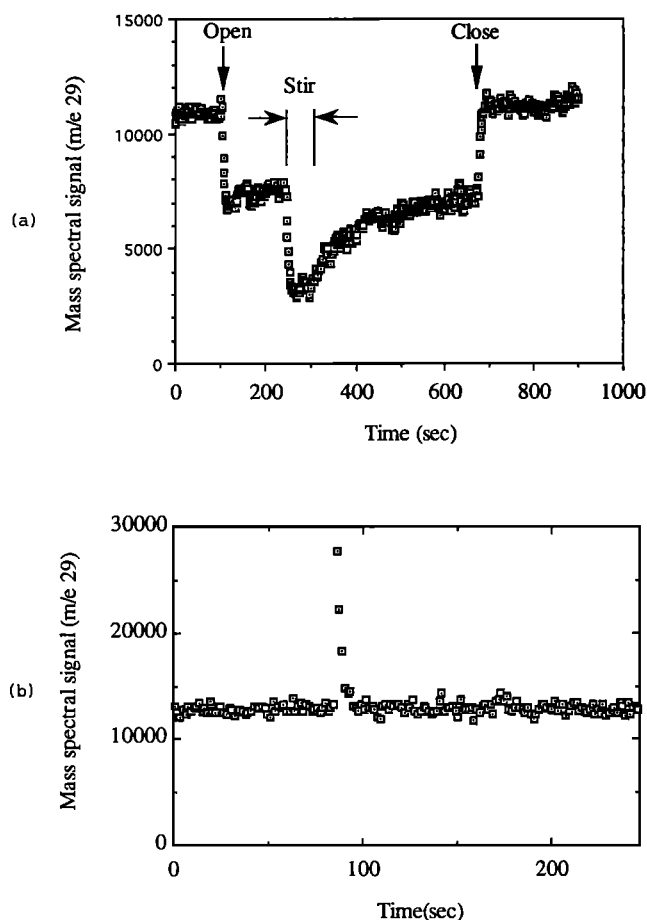 Open
Close
Stir
Mass spectral signal (m/e 29)
15000
10000
5000
0
(a)
0 200 400 600 800 1000
Time (sec)
Mass spectral signal (m/e 29)
30000
20000
10000
0
(b)
0 100 200
Time(sec)